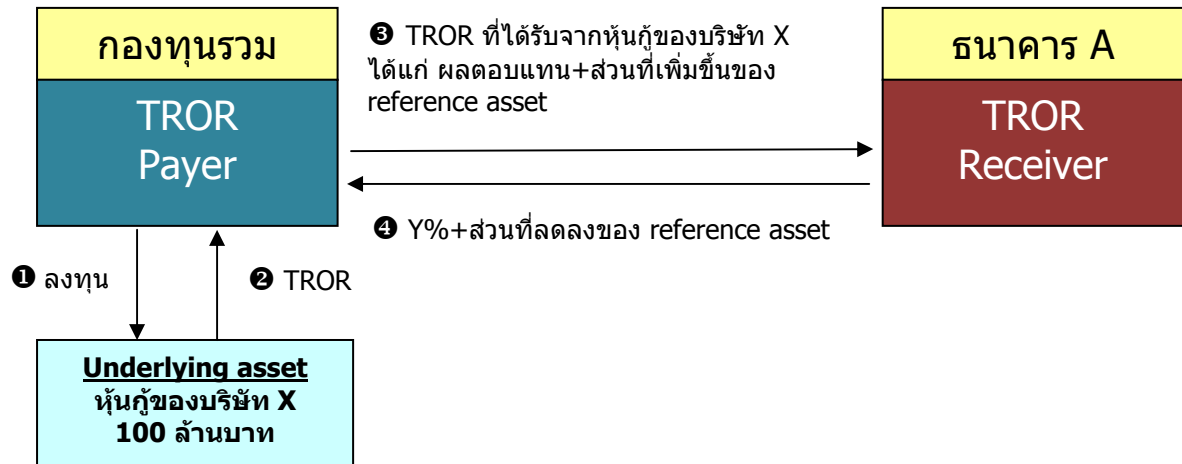 กองทุนรวม
TROR
Payer
❸ TROR ที่ได้รับจากหุ้นกู้ของบริษัท X
ได้แก่ ผลตอบแทน+ส่วนที่เพิ่มขึ้นของ
reference asset
ธนาคาร A
TROR
Receiver
❹ Y%+ส่วนที่ลดลงของ reference asset
❶ ลงทุน
❷ TROR
Underlying asset
หุ้นกู้ของบริษัท X
100 ล้านบาท